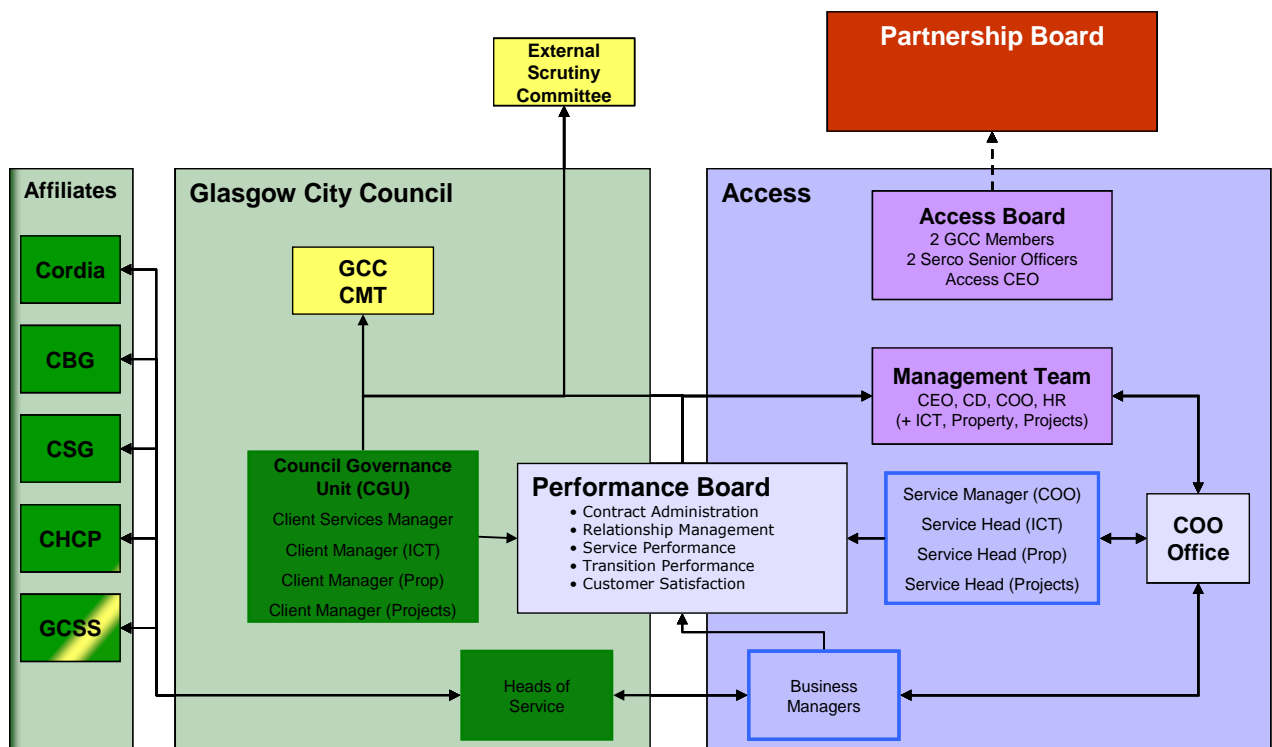 External
Scrutiny
Committee
Partnership Board
Affiliates
Cordia
CBG
CSG
CHCP
GCSS
Glasgow City Council
GCC
CMT
Council Governance
Unit (CGU)
Client Services Manager
Client Manager (ICT)
Client Manager (Prop)
Client Manager (Projects)
Performance Board
• Contract Administration
• Relationship Management
• Service Performance
• Transition Performance
• Customer Satisfaction
Heads of
Service
Access
Access Board
2 GCC Members
2 Serco Senior Officers
Access CEO
Management Team
CEO, CD, COO, HR
(+ ICT, Property, Projects)
Service Manager (COO)
Service Head (ICT)
Service Head (Prop)
Service Head (Projects)
COO
Office
Business
Managers